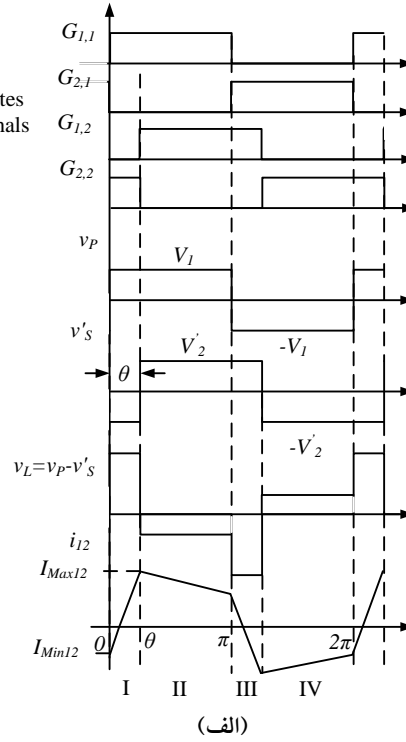 G1,1
G2,1
tes
nals
G1,2
G2,2
vP
V1
v's
V'2
-V1
θ
-V'2
vL=vP-v's
i12
IMax12
0
θ
π
2π
IMin12
I
II
III
IV
(الف)